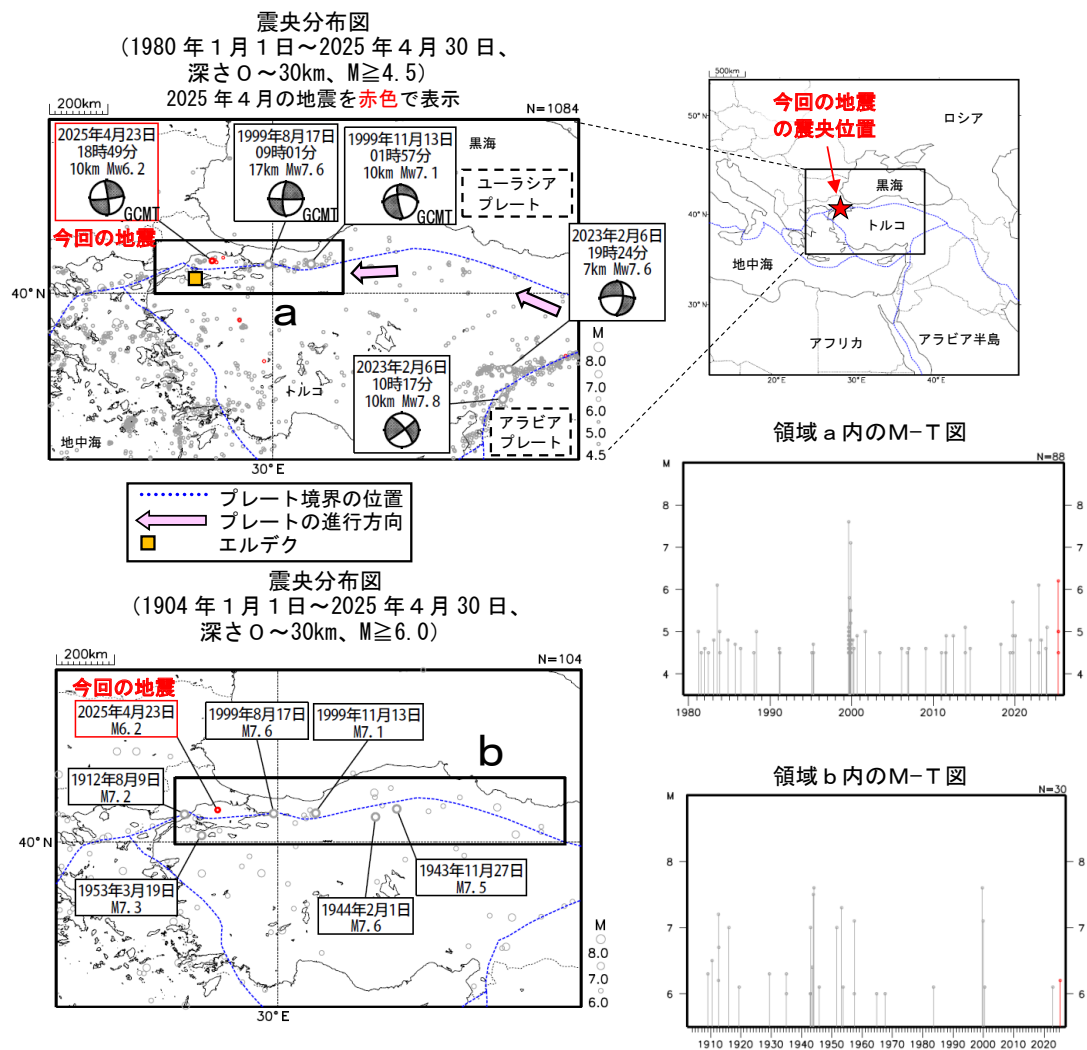 震央分布図
（1980年１月１日～2025年４月30日、
深さ０～30km、M≧4.5）
2025年４月の地震を赤色で表示
200km
N=1084
2025年4月23日
18時49分
10km Mw6.2
GCMT
今回の地震
1999年8月17日
09時01分
17km Mw7.6
GCMT
1999年11月13日
01時57分
10km Mw7.1
GCMT
黒海
ユーラシア
プレート
2023年2月6日
19時24分
7km Mw7.6
40°N
a
2023年2月6日
10時17分
10km Mw7.8
トルコ
地中海
アラビア
プレート
M
8.0
7.0
6.0
5.0
4.5
30°E
プレート境界の位置
プレートの進行方向
エルデク
500km
今回の地震
の震央位置
ロシア
黒海
トルコ
地中海
アフリカ
アラビア半島
50°N
40°N
30°N
20°E
30°E
40°E
領域ａ内のM−T図
M
N=88
8
7
6
5
4
8
7
6
5
4
1980
1990
2000
2010
2020
震央分布図
（1904年１月１日～2025年４月30日、
深さ０～30km、M≧6.0）
200km
N=104
今回の地震
2025年4月23日
M6.2
1999年8月17日
M7.6
1999年11月13日
M7.1
b
1912年8月9日
M7.2
40°N
1953年3月19日
M7.3
1944年2月1日
M7.6
1943年11月27日
M7.5
M
8.0
7.0
6.0
30°E
領域ｂ内のM−T図
M
N=30
8
7
6
8
7
6
1910
1920
1930
1940
1950
1960
1970
1980
1990
2000
2010
2020